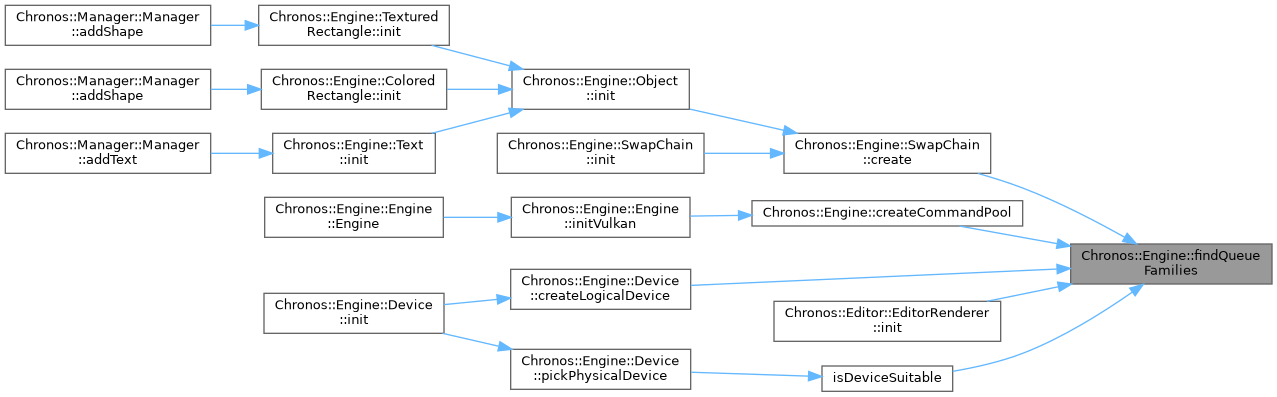 Chronos::Manager::Manager
::addShape
Chronos::Engine::Textured
Rectangle::init
Chronos::Manager::Manager
::addShape
Chronos::Engine::Colored
Rectangle::init
Chronos::Engine::Object
::init
Chronos::Manager::Manager
::addText
Chronos::Engine::Text
::init
Chronos::Engine::SwapChain
::init
Chronos::Engine::SwapChain
::create
Chronos::Engine::Engine
::Engine
Chronos::Engine::Engine
::initVulkan
Chronos::Engine::createCommandPool
Chronos::Engine::findQueue
Families
Chronos::Engine::Device
::init
Chronos::Engine::Device
::createLogicalDevice
Chronos::Editor::EditorRenderer
::init
Chronos::Engine::Device
::pickPhysicalDevice
isDeviceSuitable